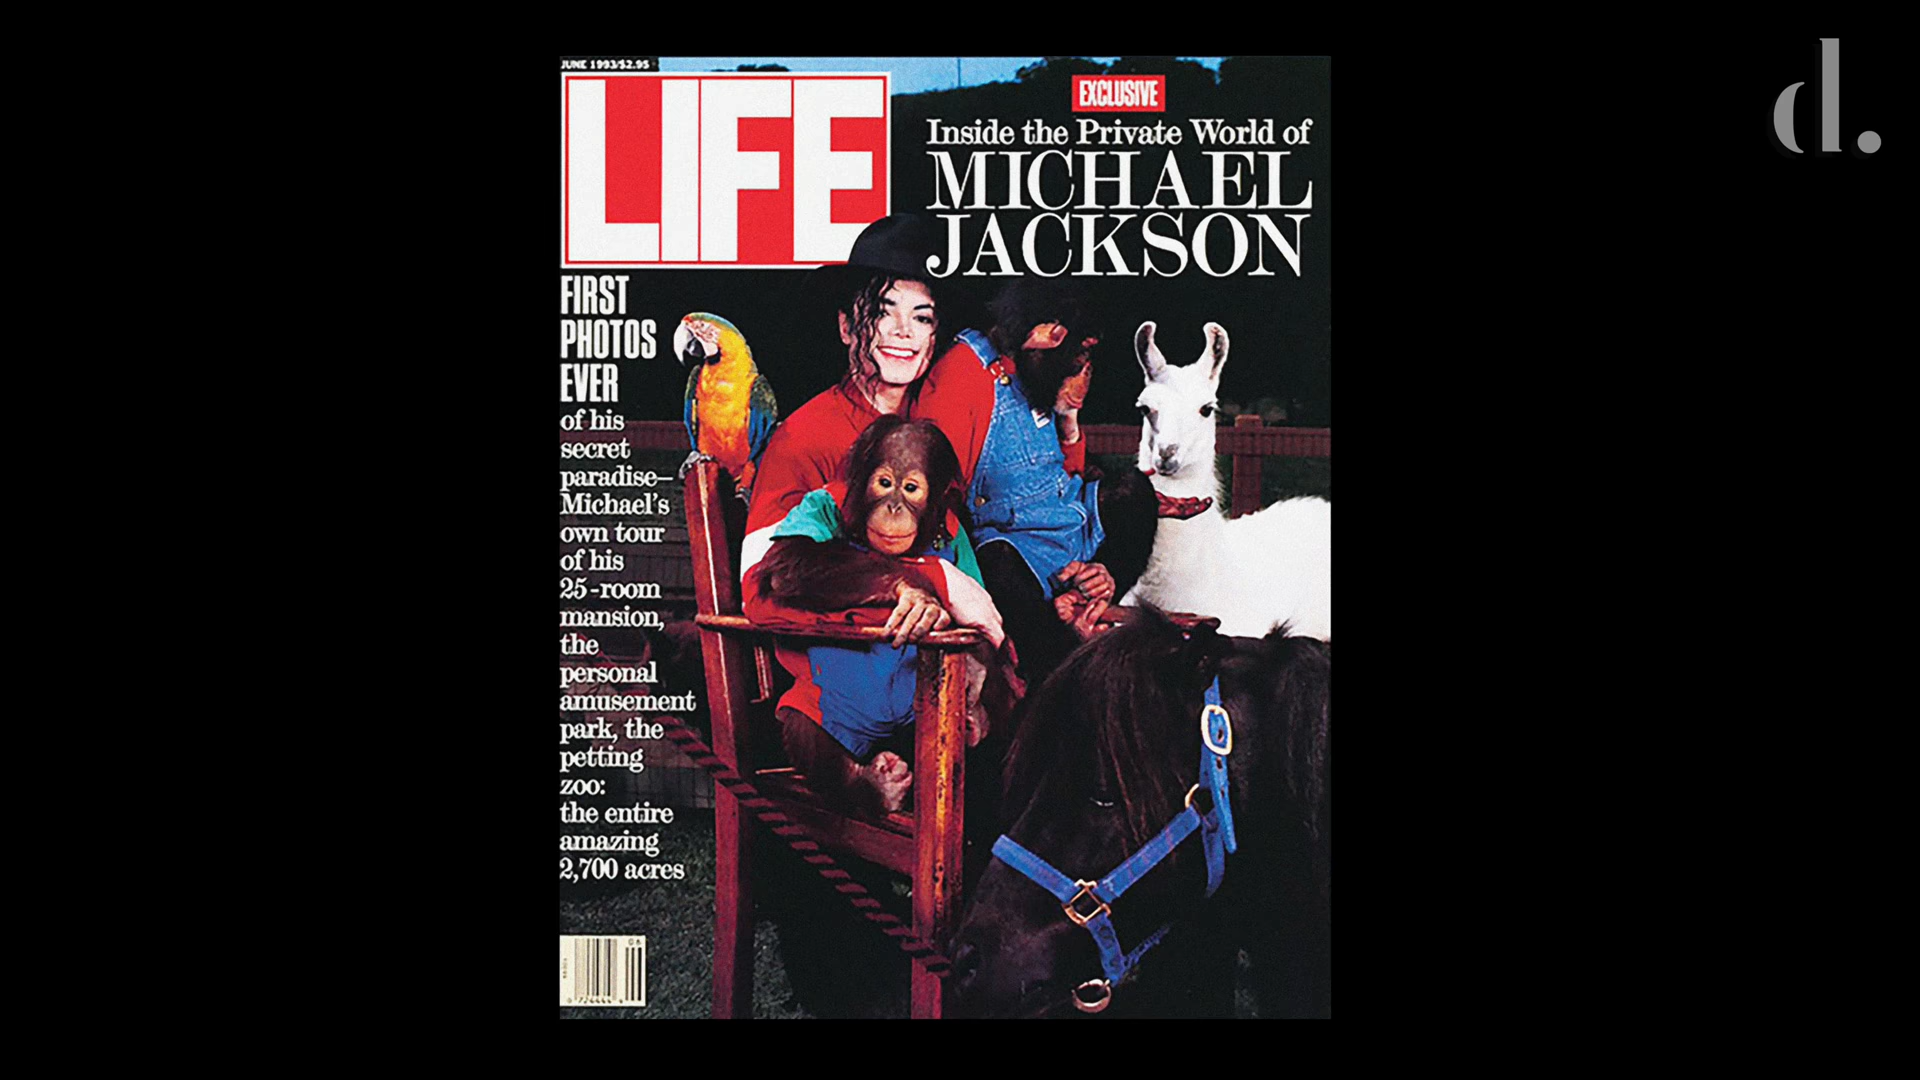 JUNE 1993/$2.95
LIFE
EXCLUSIVE
Inside the Private World of
MICHAEL
JACKSON
FIRST
PHOTOS
EVER
of his
secret
paradise–
Michael's
own tour
of his
25-room
mansion,
the
personal
amusement
park, the
petting
zoo:
the entire
amazing
2,700 acres
d.